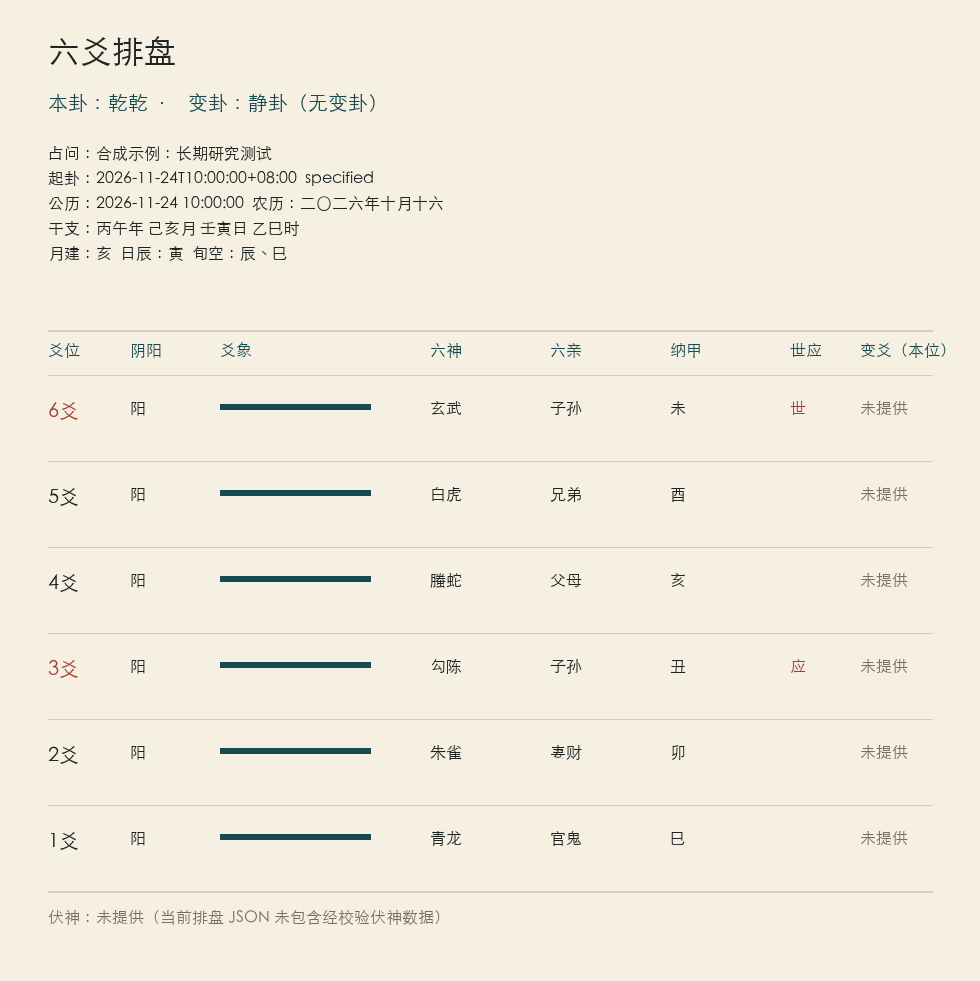 六爻排盘
本卦：乾乾 · 变卦：静卦（无变卦）
占问：合成示例：长期研究测试
起卦：2026-11-24T10:00:00+08:00 specified
公历：2026-11-24 10:00:00 农历：二〇二六年十月十六
干支：丙午年 己亥月 壬寅日 乙巳时
月建：亥 日辰：寅 旬空：辰、巳
爻位 阴阳 爻象 六神 六亲 纳甲 世应 变爻（本位）
6爻 阳 玄武 子孙 未 世 未提供
5爻 阳 白虎 兄弟 酉 未提供
4爻 阳 螣蛇 父母 亥 未提供
3爻 阳 勾陈 子孙 丑 应 未提供
2爻 阳 朱雀 妻财 卯 未提供
1爻 阳 青龙 官鬼 巳 未提供
伏神：未提供（当前排盘 JSON 未包含经校验伏神数据）